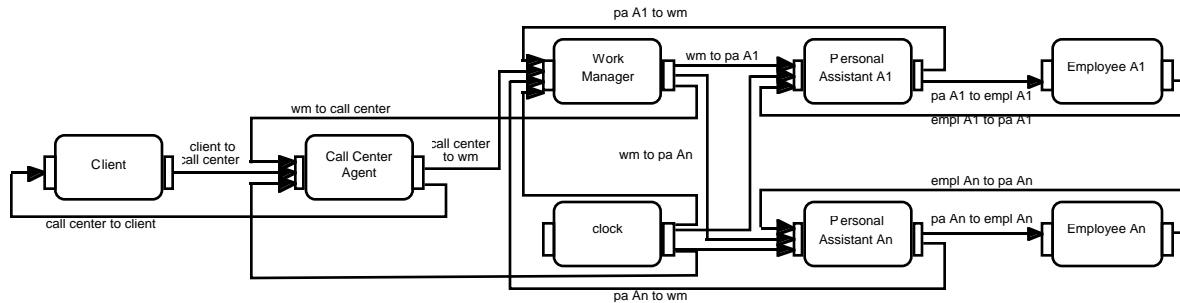 pa A1 to wm
Work
Manager
wm to pa A1
Personal
Assistant A1
Employee A1
pa A1 to empl A1
empl A1 to pa A1
wm to call center
client to
call center
Client
Call Center
Agent
call center
to wm
wm to pa An
call center to client
clock
empl An to pa An
Personal
Assistant An
pa An to empl An
Employee An
pa An to wm